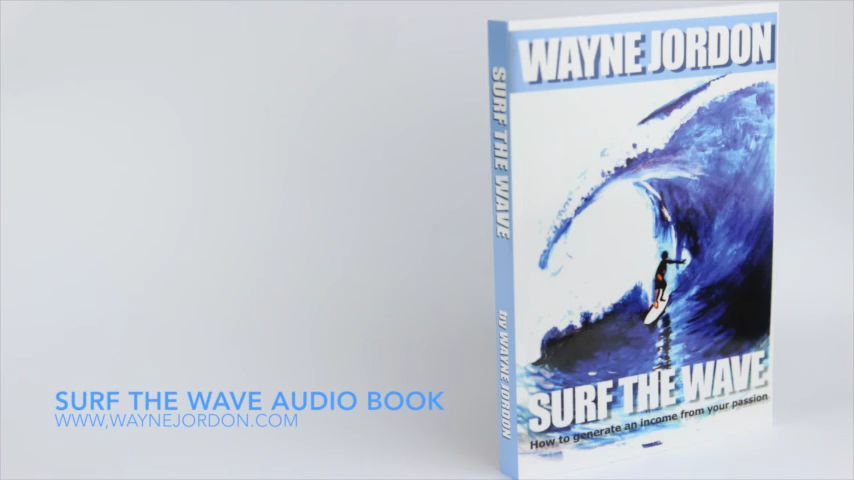 WAYNE JORDON
SURF THE WAVE
by WAYNE JORDON
SURF THE WAVE
How to generate an income from your passion
SURF THE WAVE AUDIO BOOK
WWW,WAYNEJORDON.COM